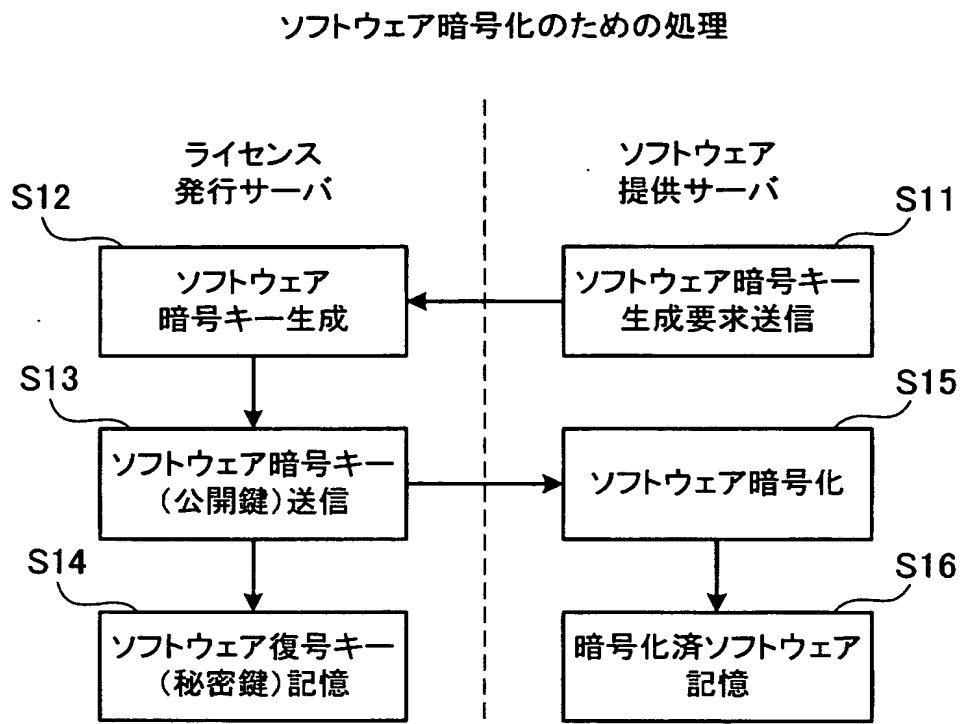 ソフトウェア暗号化のための処理
ライセンス
発行サーバ
ソフトウェア
提供サーバ
S12
S11
ソフトウェア
暗号キー生成
ソフトウェア暗号キー
生成要求送信
S13
S15
ソフトウェア暗号キー
(公開鍵)送信
ソフトウェア暗号化
S14
S16
ソフトウェア復号キー
(秘密鍵)記憶
暗号化済ソフトウェア
記憶